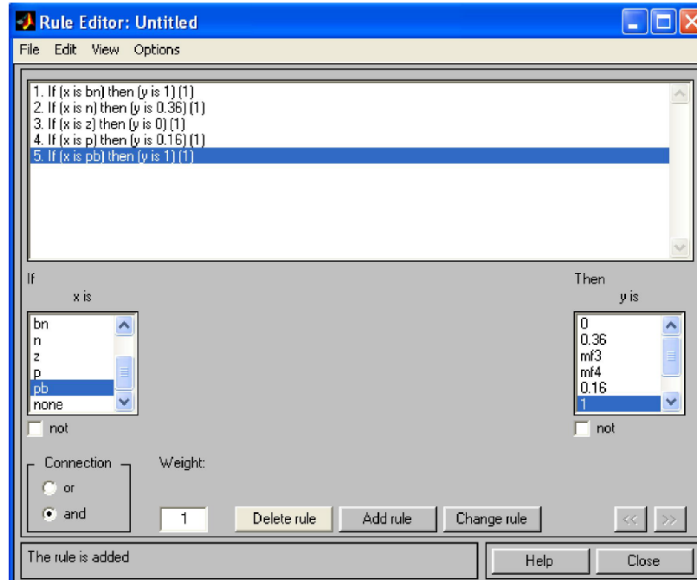 Rule Editor: Untitled
File Edit View Options
1. If (x is bn) then (y is 1) (1)
2. If (x is n) then (y is 0.36) (1)
3. If (x is z) then (y is 0) (1)
4. If (x is p) then (y is 0.16) (1)
5. If (x is pb) then (y is 1) (1)
If
x is
Then
y is
bn
n
z
p
pb
none
0
0.36
mf3
mf4
0.16
1
not
not
Connection
or
and
Weight:
1
Delete rule
Add rule
Change rule
<<
>>
The rule is added
Help
Close